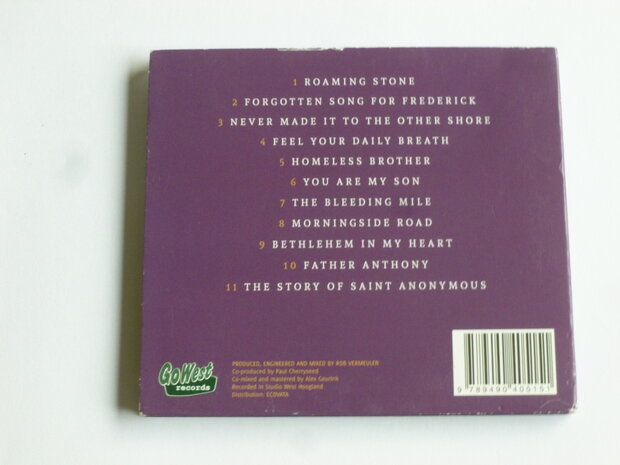 1 ROAMING STONE
2 FORGOTTEN SONG FOR FREDERICK
3 NEVER MADE IT TO THE OTHER SHORE
4 FEEL YOUR DAILY BREATH
5 HOMELESS BROTHER
6 YOU ARE MY SON
7 THE BLEEDING MILE
8 MORNINGSIDE ROAD
9 BETHLEHEM IN MY HEART
10 FATHER ANTHONY
11 THE STORY OF SAINT ANONYMOUS
GoWest
records
PRODUCED, ENGINEERED AND MIXED BY ROB VERMEULEN
Co-produced by Paul Cherryseed
Co-mixed and mastered by Alex Geurink
Recorded in Studio West Hoogland
Distribution: ECOVATA
9 789490 400151